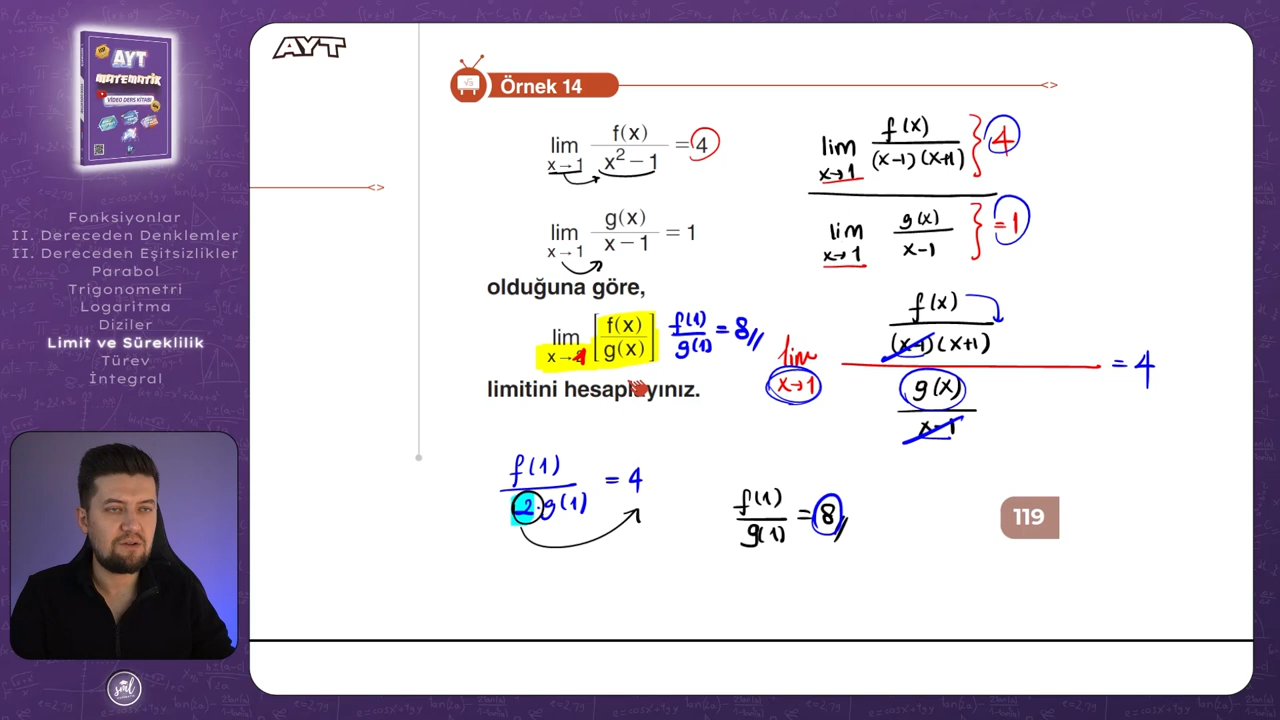 AYT
MATEMATİK
VİDEO DERS KİTABI
Fonksiyonlar
II. Dereceden Denklemler
II. Dereceden Eşitsizlikler
Parabol
Trigonometri
Logaritma
Diziler
Limit ve Süreklilik
Türev
İntegral
sml
AYT
Örnek 14
lim x→1 f(x)/(x² − 1) = 4
lim x→1 g(x)/(x − 1) = 1
olduğuna göre,
lim x→1 [f(x)/g(x)] f(1)/g(1) = 8
limitini hesaplayınız.
f(1)/(2·g(1)) = 4
f(1)/g(1) = 8
lim x→1 f(x)/((x−1)(x+1)) } 4
lim x→1 g(x)/(x−1) } = 1
lim x→1 (f(x)/((x−1)(x+1)))/(g(x)/(x−1)) = 4
119